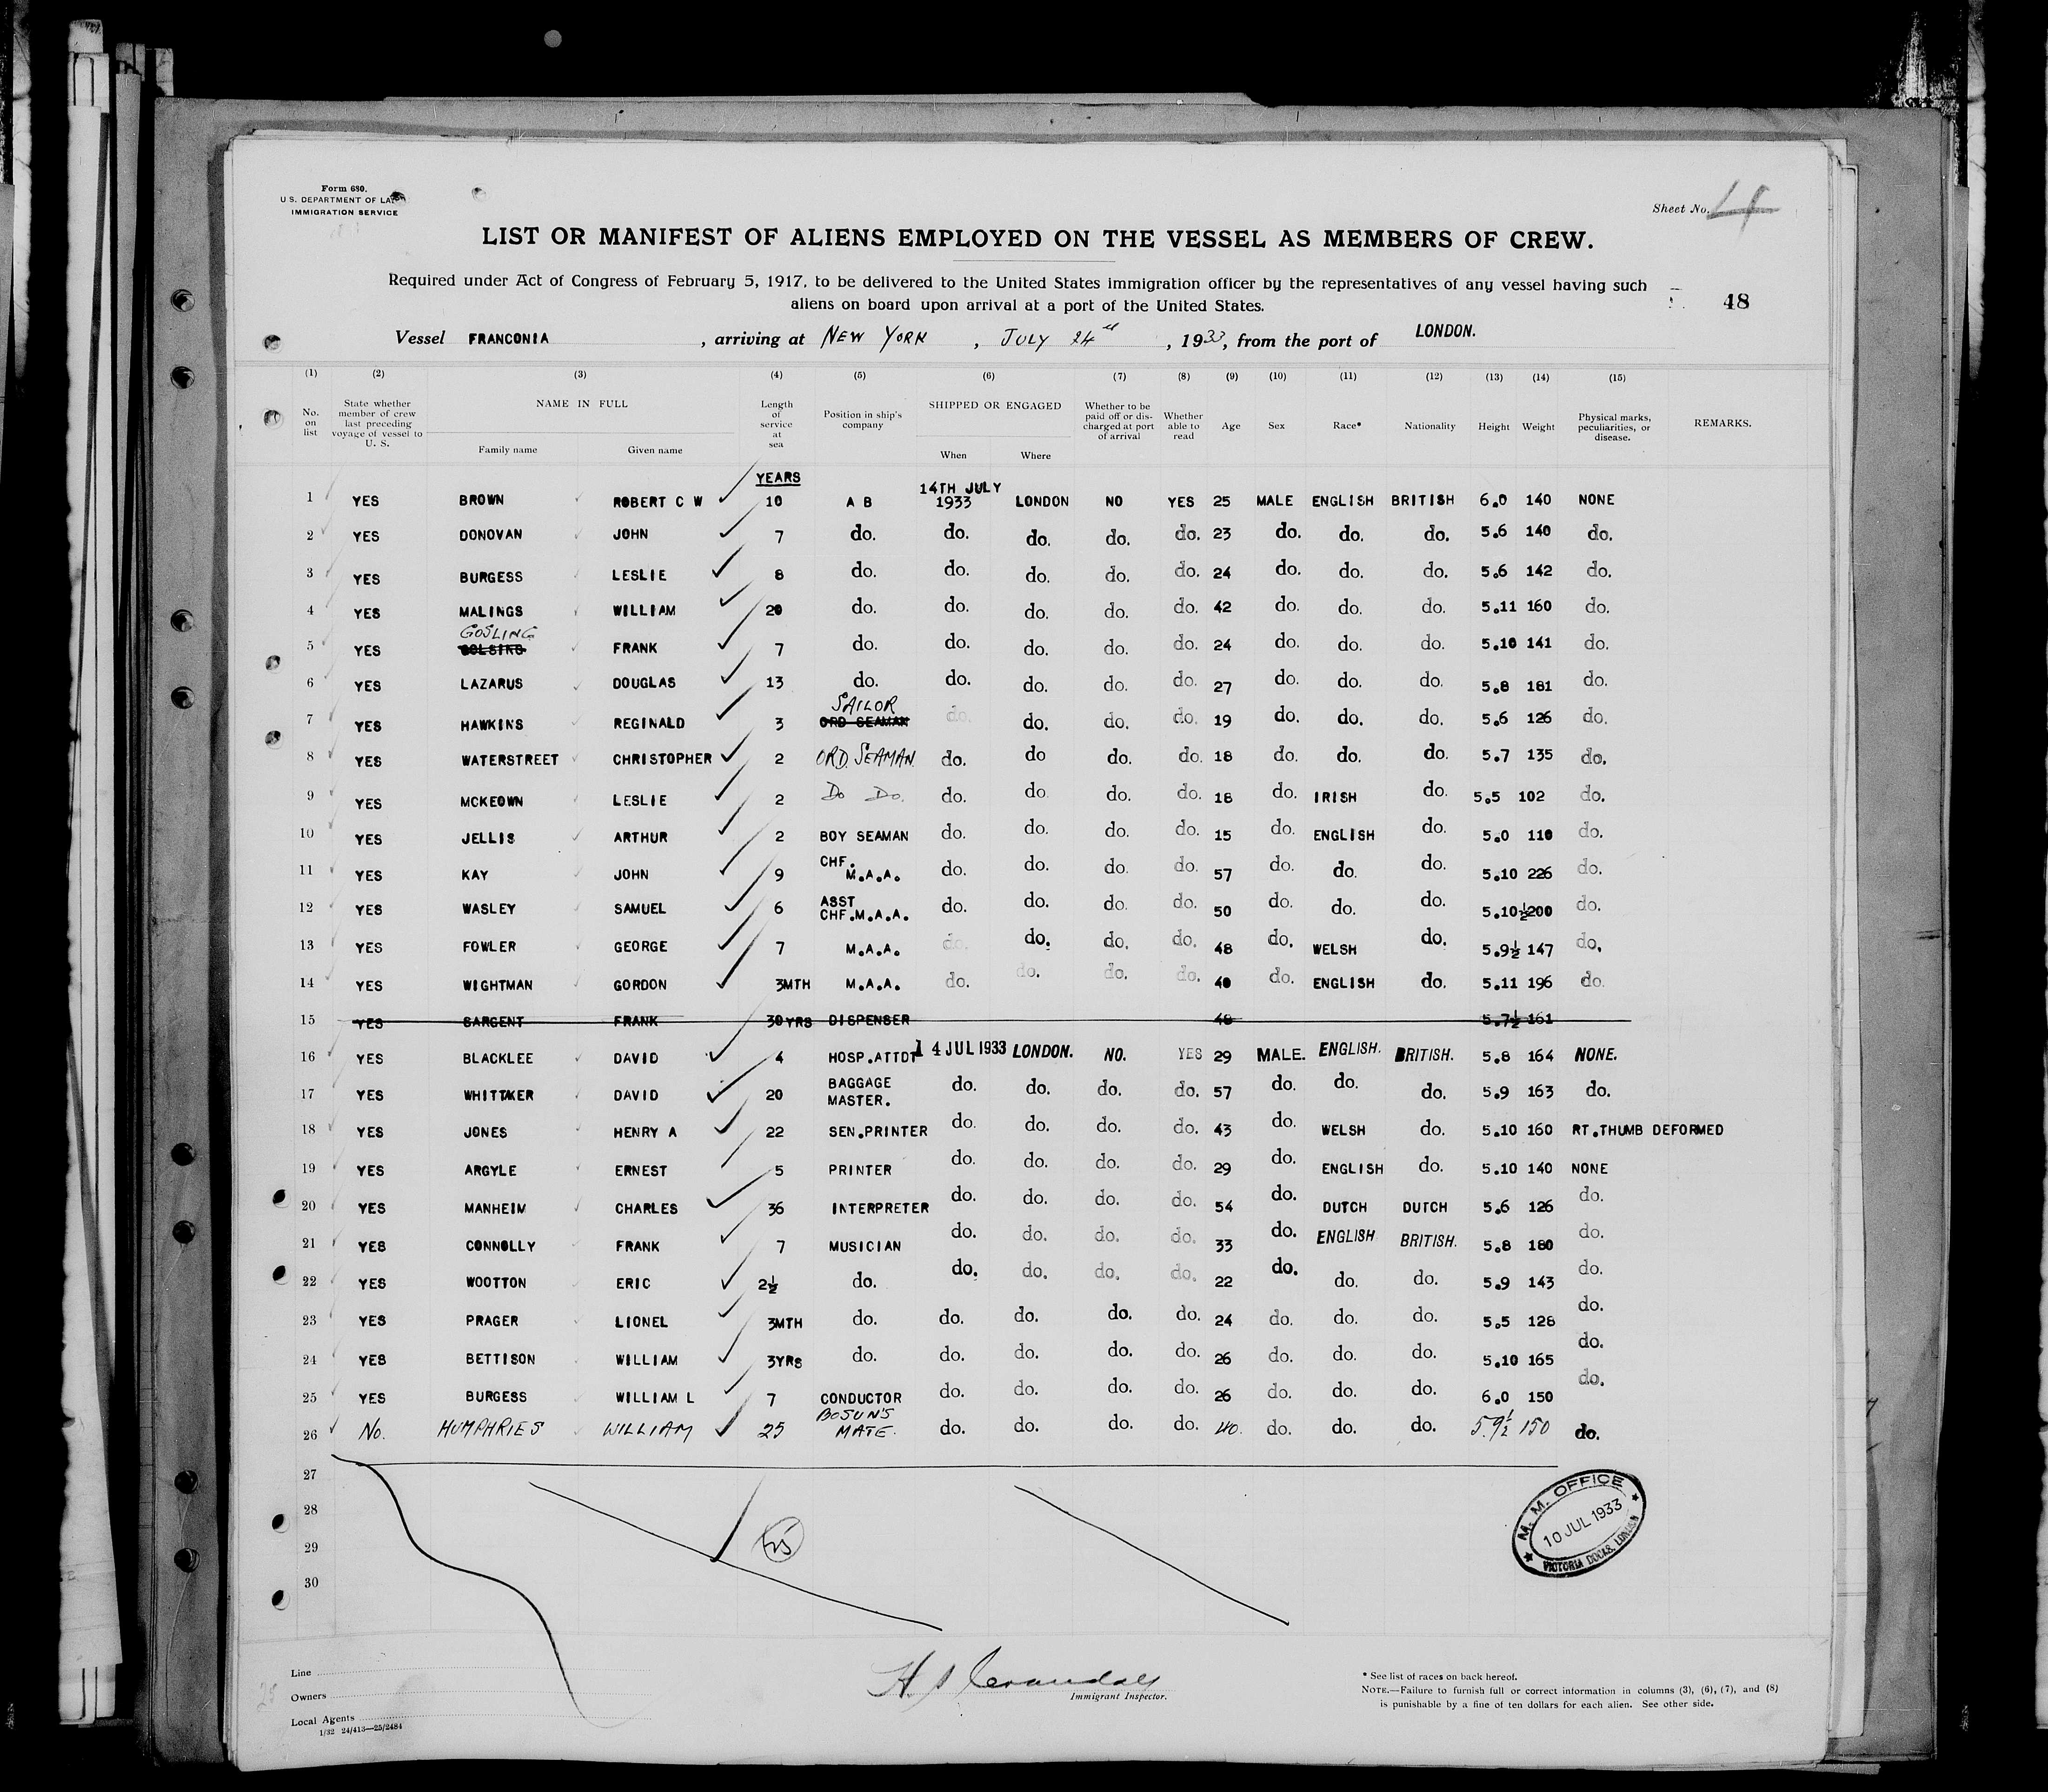 Form 680.
U.S. DEPARTMENT OF LA
IMMIGRATION SERVICE
Sheet No. 4
LIST OR MANIFEST OF ALIENS EMPLOYED ON THE VESSEL AS MEMBERS OF CREW.
Required under Act of Congress of February 5, 1917, to be delivered to the United States immigration officer by the representatives of any vessel having such
aliens on board upon arrival at a port of the United States.
48
Vessel FRANCONIA, arriving at NEW YORK, JULY 24th, 1933, from the port of LONDON.
(1) (2) (3) (4) (5) (6) (7) (8) (9) (10) (11) (12) (13) (14) (15)
No. on list State whether member of crew last preceding voyage of vessel to U. S. NAME IN FULL Family name Given name Length of service at sea Position in ship's company SHIPPED OR ENGAGED When Where Whether to be paid off or discharged at port of arrival Whether able to read Age Sex Race* Nationality Height Weight Physical marks, peculiarities, or disease. REMARKS.
YEARS
1 YES BROWN ROBERT C W 10 A B 14TH JULY 1933 LONDON NO YES 25 MALE ENGLISH BRITISH 6.0 140 NONE
2 YES DONOVAN JOHN 7 do. do. do. do. do. 23 do. do. do. 5.6 140 do.
3 YES BURGESS LESLIE 8 do. do. do. do. do. 24 do. do. do. 5.6 142 do.
4 YES MALINGS WILLIAM 20 do. do. do. do. do. 42 do. do. do. 5.11 160 do.
5 YES GOSLING FRANK 7 do. do. do. do. do. 24 do. do. do. 5.10 141 do.
6 YES LAZARUS DOUGLAS 13 do. do. do. do. do. 27 do. do. do. 5.8 181 do.
7 YES HAWKINS REGINALD 3 SAILOR ORD SEAMAN do. do. do. do. 19 do. do. do. 5.6 126 do.
8 YES WATERSTREET CHRISTOPHER 2 ORD. SEAMAN do. do do. do. 18 do. do. do. 5.7 135 do.
9 YES MCKEOWN LESLIE 2 Do Do. do. do. do. do. 18 do. IRISH do. 5.5 102 do.
10 YES JELLIS ARTHUR 2 BOY SEAMAN do. do. do. do. 15 do. ENGLISH do. 5.0 110 do.
11 YES KAY JOHN 9 CHF. M.A.A. do. do. do. do. 57 do. do. do. 5.10 226 do.
12 YES WASLEY SAMUEL 6 ASST CHF.M.A.A. do. do. do. do. 50 do. do. do. 5.10½ 200 do.
13 YES FOWLER GEORGE 7 M.A.A. do. do. do. do. 48 do. WELSH do. 5.9½ 147 do.
14 YES WIGHTMAN GORDON 3MTH M.A.A. do. do. do. do. 40 do. ENGLISH do. 5.11 196 do.
15 YES SARGENT FRANK 30YRS DISPENSER 48 5.7½ 161
16 YES BLACKLEE DAVID 4 HOSP.ATTDT 14 JUL 1933 LONDON. NO. YES 29 MALE. ENGLISH. BRITISH. 5.8 164 NONE.
17 YES WHITTAKER DAVID 20 BAGGAGE MASTER. do. do. do. do. 57 do. do. do. 5.9 163 do.
18 YES JONES HENRY A 22 SEN.PRINTER do. do. do. do. 43 do. WELSH do. 5.10 160 RT.THUMB DEFORMED
19 YES ARGYLE ERNEST 5 PRINTER do. do. do. do. 29 do. ENGLISH do. 5.10 140 NONE
20 YES MANHEIM CHARLES 36 INTERPRETER do. do. do. do. 54 do. DUTCH DUTCH 5.6 126 do.
21 YES CONNOLLY FRANK 7 MUSICIAN do. do. do. do. 33 do. ENGLISH BRITISH. 5.8 180 do.
22 YES WOOTTON ERIC 2½ do. do. do. do. do. 22 do. do. do. 5.9 143 do.
23 YES PRAGER LIONEL 3MTH do. do. do. do. do. 24 do. do. do. 5.5 128 do.
24 YES BETTISON WILLIAM 3YRS do. do. do. do. do. 26 do. do. do. 5.10 165 do.
25 YES BURGESS WILLIAM L 7 CONDUCTOR do. do. do. do. 26 do. do. do. 6.0 150 do.
26 No. HUMPHRIES WILLIAM 25 BOSUN'S MATE. do. do. do. do. 40. do. do. do. 5.9½ 150 do.
27
28
29
30
25
M. M. OFFICE
10 JUL 1933
VICTORIA DOCKS, LONDON
Line
Owners
Local Agents
1/32 24/413—25/2484
H. S Crandall
Immigrant Inspector.
* See list of races on back hereof.
NOTE.—Failure to furnish full or correct information in columns (3), (6), (7), and (8)
is punishable by a fine of ten dollars for each alien. See other side.